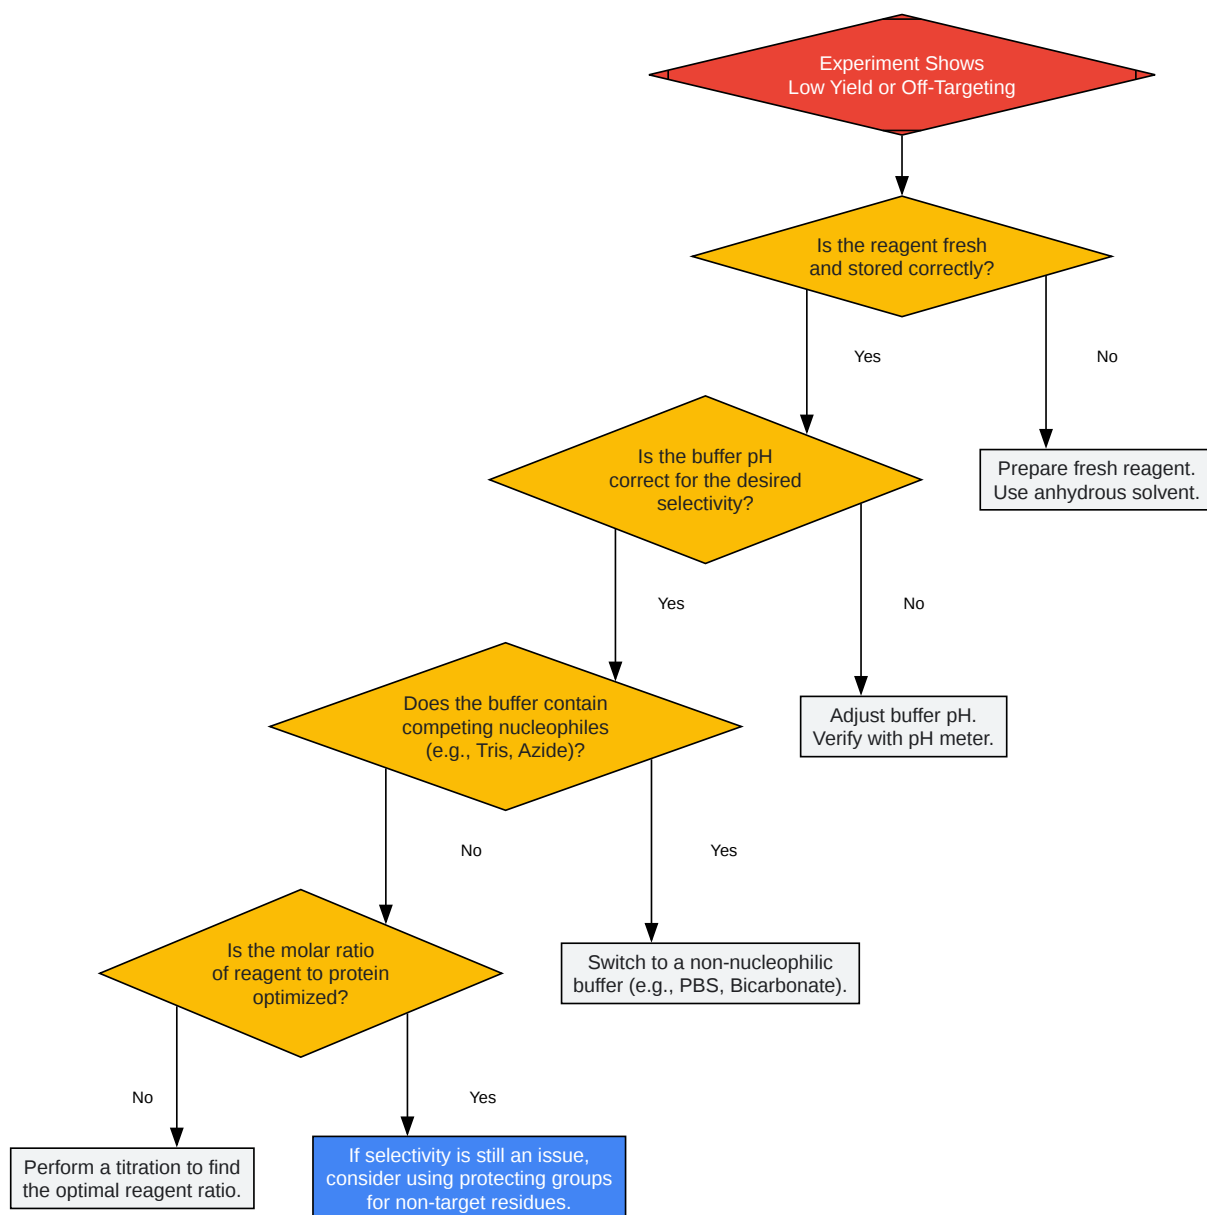 Experiment Shows
Low Yield or Off-Targeting
Is the reagent fresh
and stored correctly?
Yes
No
Is the buffer pH
correct for the desired
selectivity?
Prepare fresh reagent.
Use anhydrous solvent.
Yes
No
Does the buffer contain
competing nucleophiles
(e.g., Tris, Azide)?
Adjust buffer pH.
Verify with pH meter.
No
Yes
Is the molar ratio
of reagent to protein
optimized?
Switch to a non-nucleophilic
buffer (e.g., PBS, Bicarbonate).
No
Yes
Perform a titration to find
the optimal reagent ratio.
If selectivity is still an issue,
consider using protecting groups
for non-target residues.